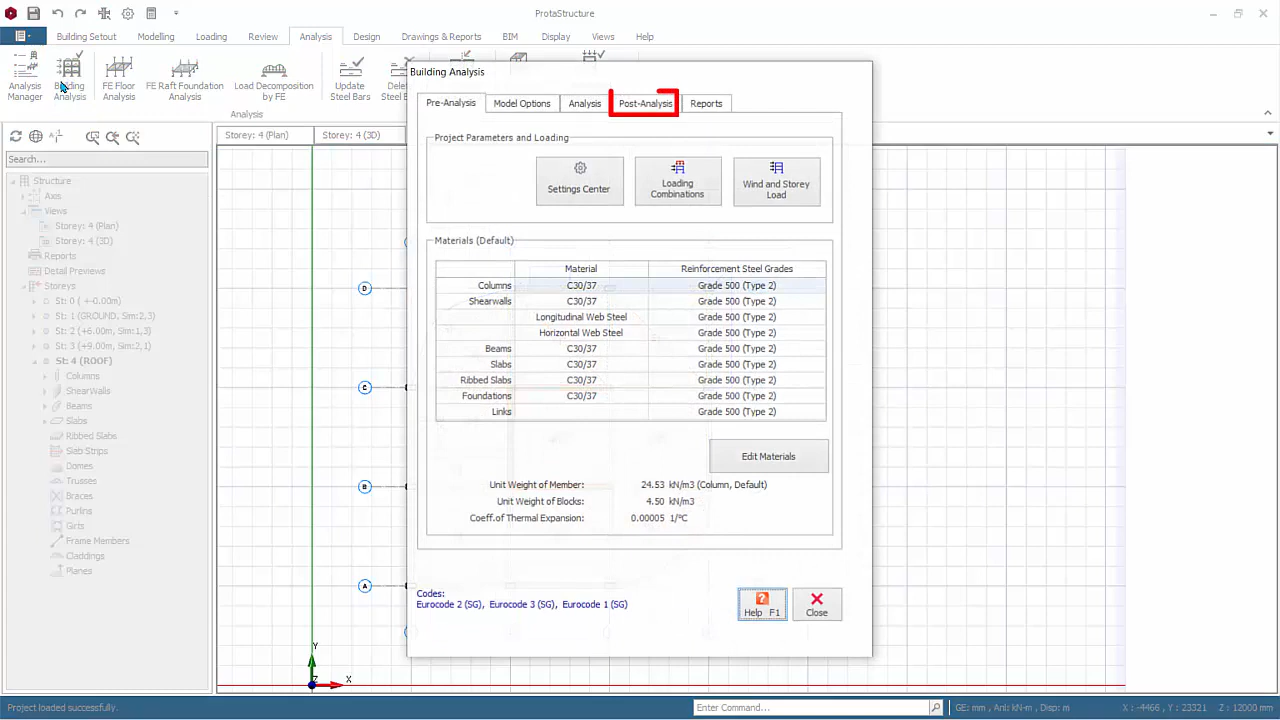 ProtaStructure
Building Setout Modelling Loading Review Analysis Design Drawings & Reports BIM Display Views Help
Analysis Manager
Building Analysis
FE Floor Analysis
FE Raft Foundation Analysis
Load Decomposition by FE
Update Steel Bars
Analysis
Storey: 4 (Plan)
Storey: 4 (3D)
Search...
Structure
Axis
Views
Storey: 4 (Plan)
Storey: 4 (3D)
Reports
Detail Previews
Storeys
St: 0 ( +-0.00m)
St: 1 (GROUND, Sim:2,3)
St: 2 (+6.00m, Sim:1,3)
St: 3 (+9.00m, Sim:2,1)
St: 4 (ROOF)
Columns
ShearWalls
Beams
Slabs
Ribbed Slabs
Slab Strips
Domes
Trusses
Braces
Purlins
Girts
Frame Members
Claddings
Planes
D
C
B
A
Y
Z
X
Building Analysis
Pre-Analysis Model Options Analysis Post-Analysis Reports
Project Parameters and Loading
Settings Center
Loading Combinations
Wind and Storey Load
Materials (Default)
Material Reinforcement Steel Grades
Columns C30/37 Grade 500 (Type 2)
Shearwalls C30/37 Grade 500 (Type 2)
Longitudinal Web Steel Grade 500 (Type 2)
Horizontal Web Steel Grade 500 (Type 2)
Beams C30/37 Grade 500 (Type 2)
Slabs C30/37 Grade 500 (Type 2)
Ribbed Slabs C30/37 Grade 500 (Type 2)
Foundations C30/37 Grade 500 (Type 2)
Links Grade 500 (Type 2)
Edit Materials
Unit Weight of Member: 24.53 kN/m3 (Column, Default)
Unit Weight of Blocks: 4.50 kN/m3
Coeff.of Thermal Expansion: 0.00005 1/°C
Codes:
Eurocode 2 (SG), Eurocode 3 (SG), Eurocode 1 (SG)
Help F1
Close
Project loaded successfully.
Enter Command...
GE: mm , Anl: kN-m , Disp: m
X : -4466 , Y : 23321 Z : 12000 mm